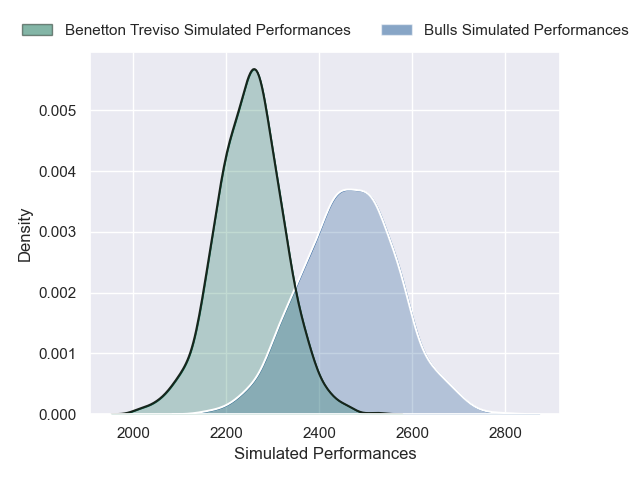 Benetton Treviso Simulated Performances Bulls Simulated Performances
0.005
0.004
0.003
0.002
0.001
0.000
Density
2000 2200 2400 2600 2800
Simulated Performances